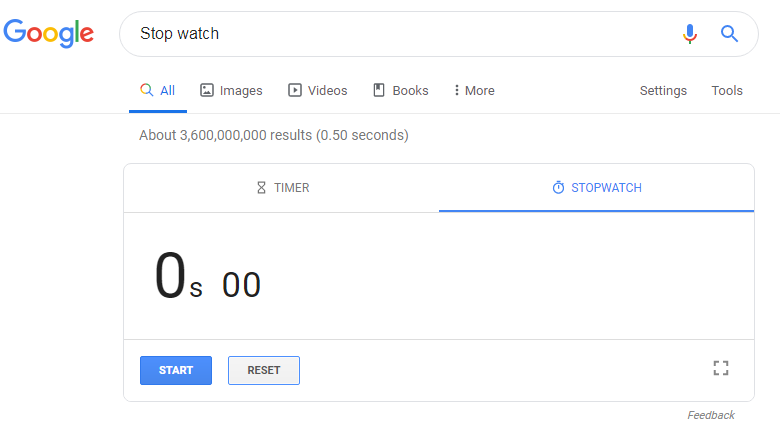 Google Stop watch
All Images Videos Books More Settings Tools
About 3,600,000,000 results (0.50 seconds)
TIMER STOPWATCH
0s 00
START RESET
Feedback